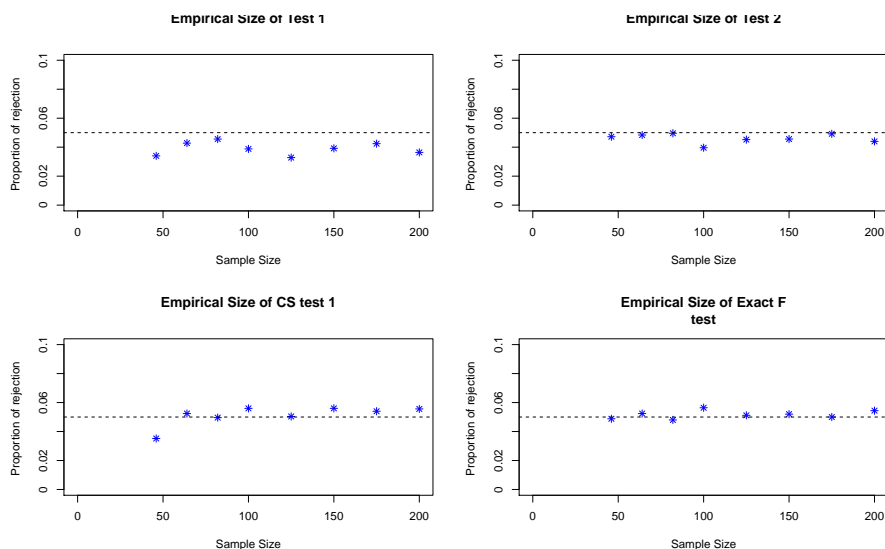 Empirical Size of Test 1
Proportion of rejection
0
0.02
0.06
0.1
0
50
100
150
200
Sample Size
Empirical Size of Test 2
Proportion of rejection
0
0.02
0.06
0.1
0
50
100
150
200
Sample Size
Empirical Size of CS test 1
Proportion of rejection
0
0.02
0.06
0.1
0
50
100
150
200
Sample Size
Empirical Size of Exact F
test
Proportion of rejection
0
0.02
0.06
0.1
0
50
100
150
200
Sample Size